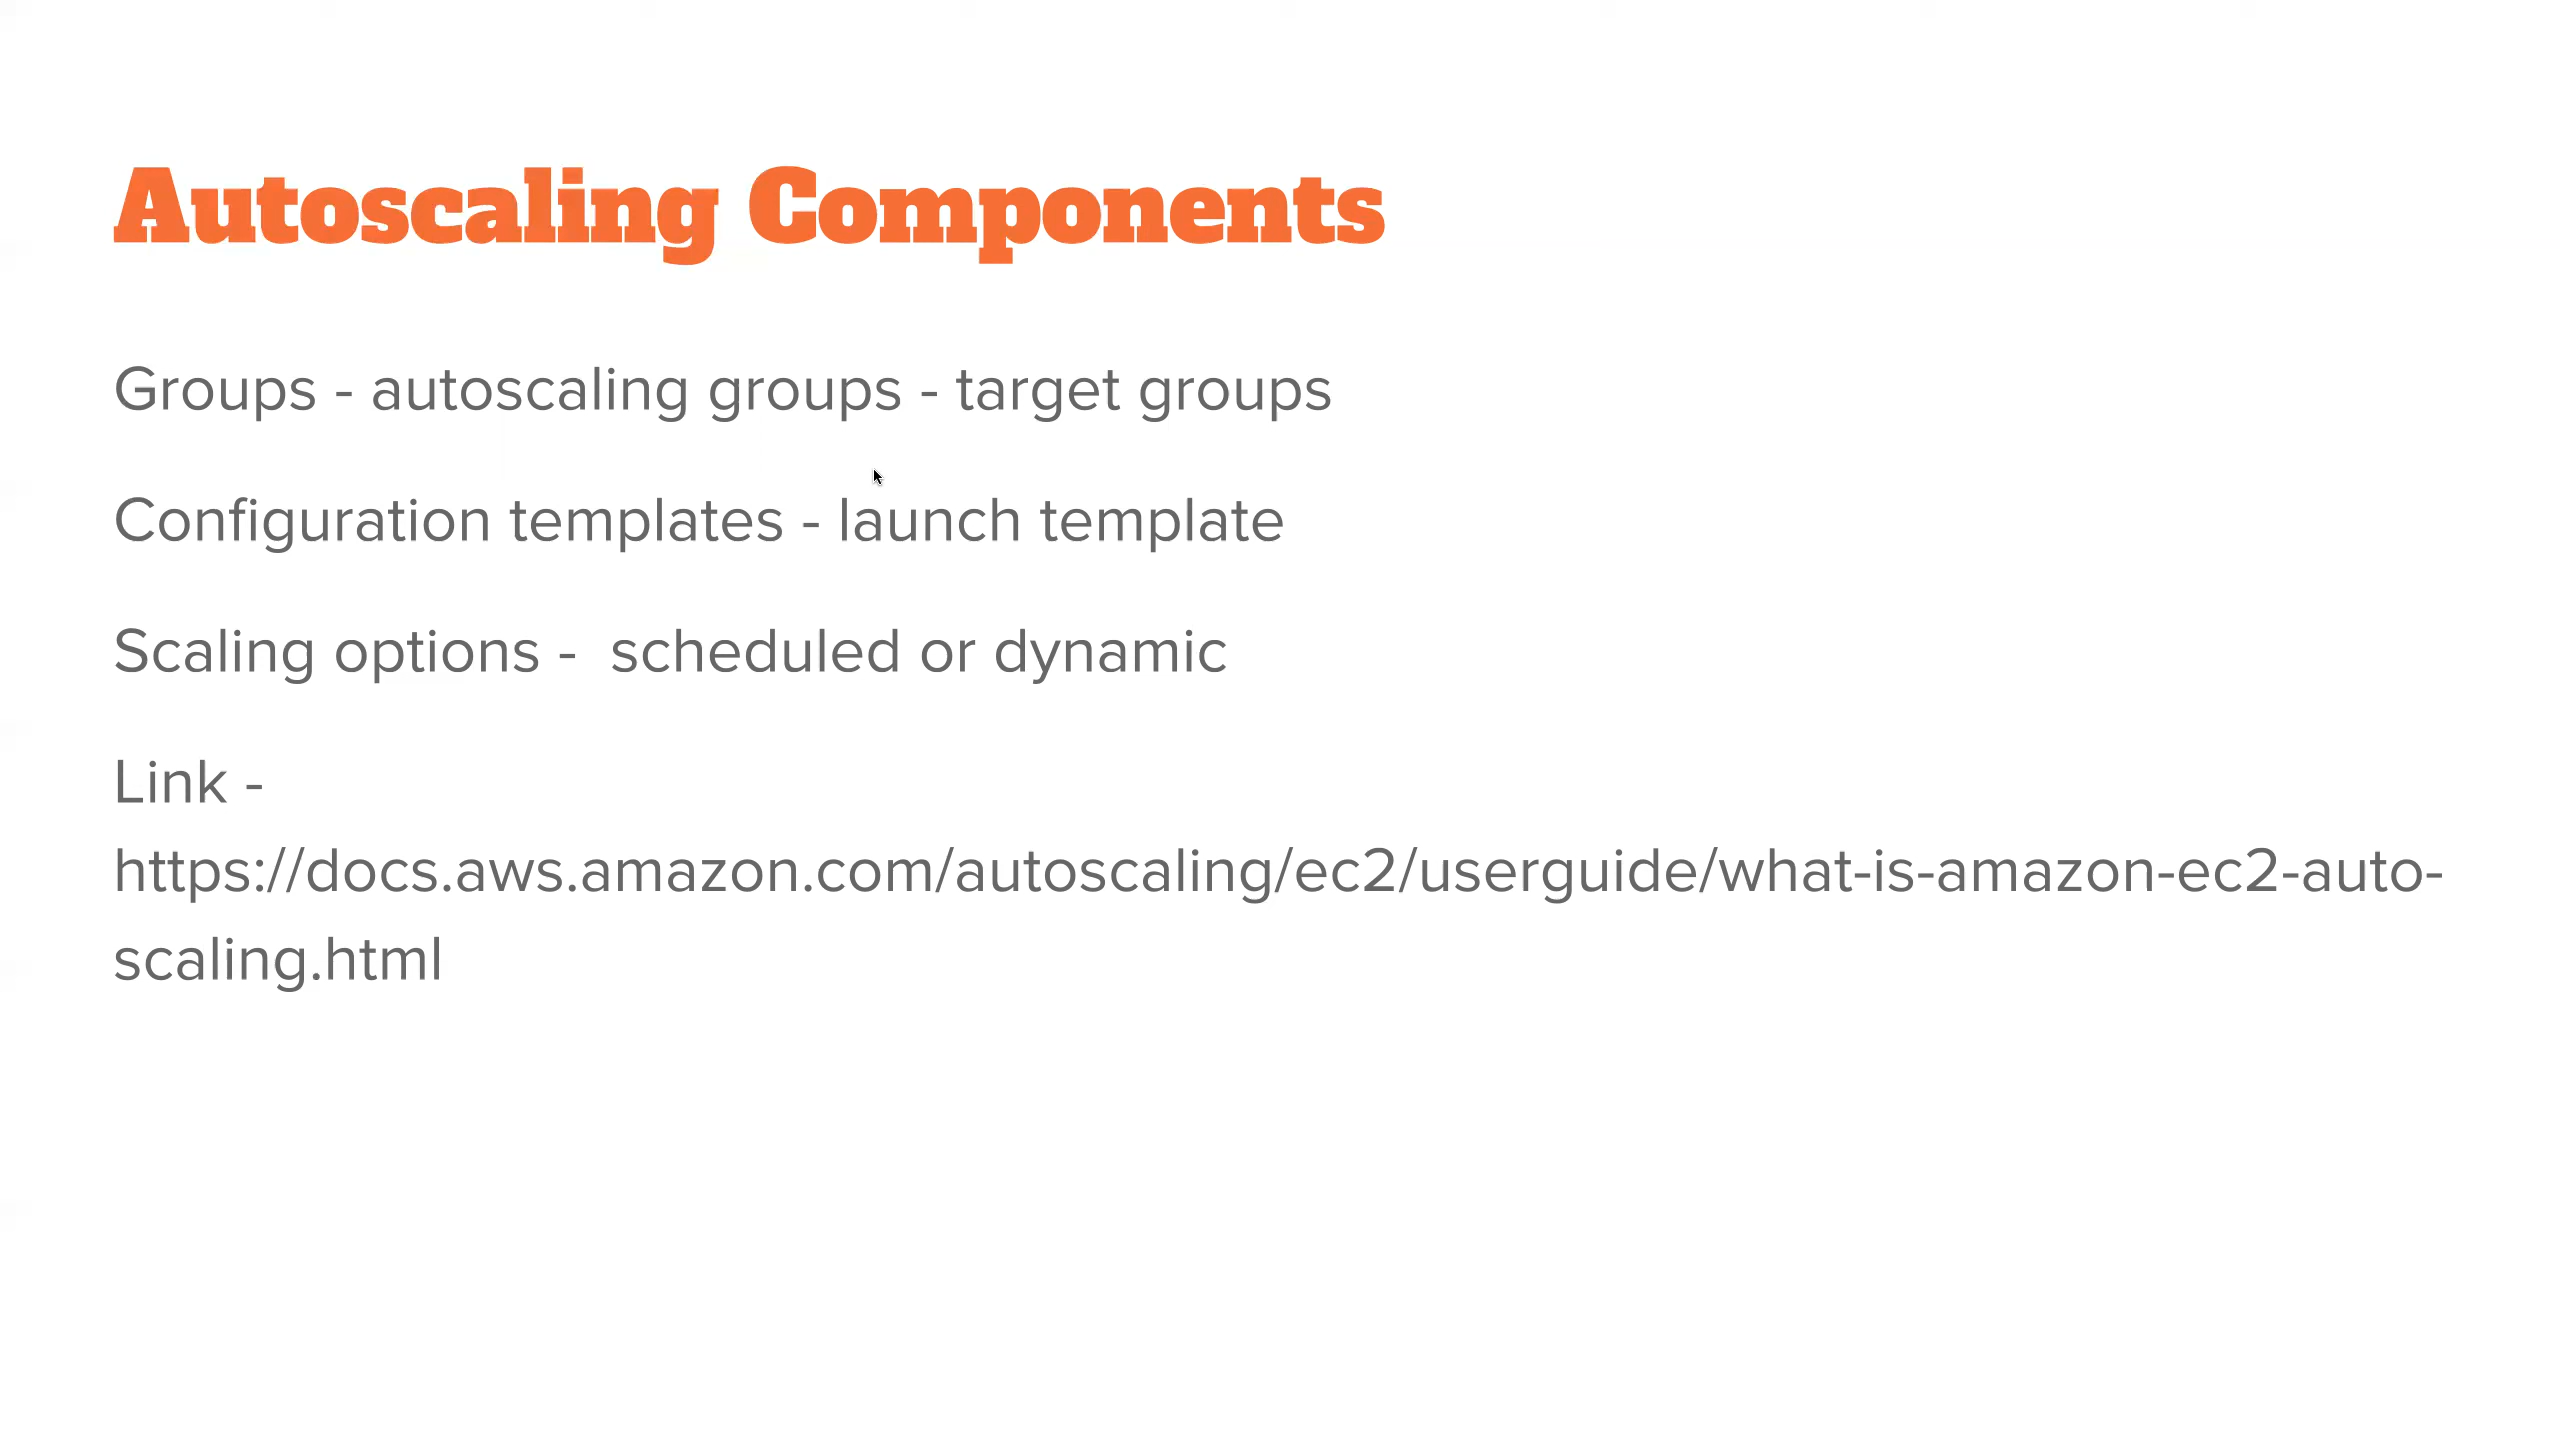 Autoscaling Components
Groups - autoscaling groups - target groups
Configuration templates - launch template
Scaling options -  scheduled or dynamic
Link -
https://docs.aws.amazon.com/autoscaling/ec2/userguide/what-is-amazon-ec2-auto-
scaling.html